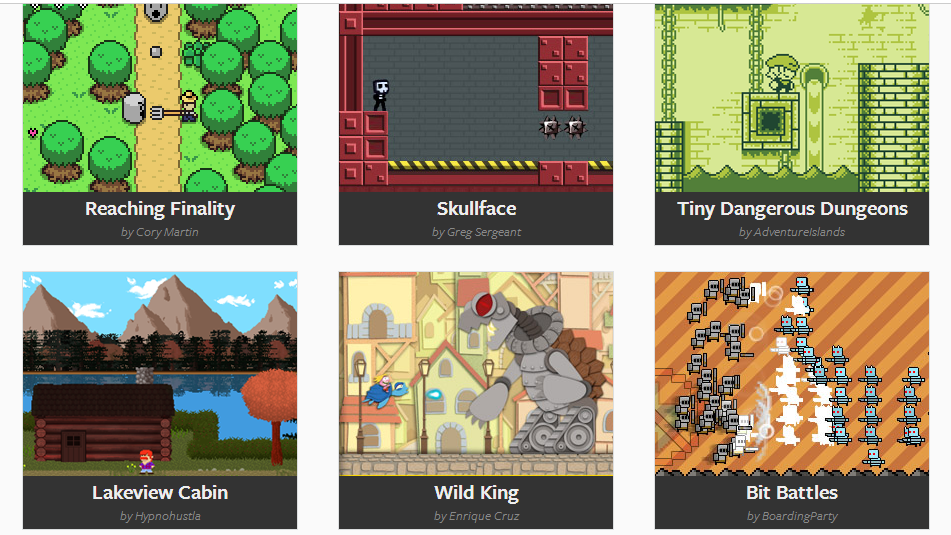 Reaching Finality
by Cory Martin
Skullface
by Greg Sergeant
Tiny Dangerous Dungeons
by AdventureIslands
Lakeview Cabin
by Hypnohustla
Wild King
by Enrique Cruz
Bit Battles
by BoardingParty